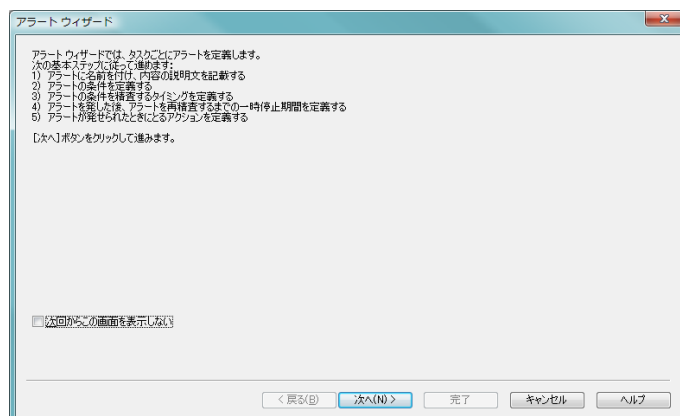 アラート ウィザード
アラート ウィザードでは、タスクごとにアラートを定義します。
次の基本ステップに従って進めます:
1) アラートに名前を付け、内容の説明文を記載する
2) アラートの条件を定義する
3) アラートの条件を精査するタイミングを定義する
4) アラートを発した後、アラートを再精査するまでの一時停止期間を定義する
5) アラートが発せられたときにとるアクションを定義する
[次へ]ボタンをクリックして進みます。
次回からこの画面を表示しない
< 戻る(B) 次へ(N) > 完了 キャンセル ヘルプ